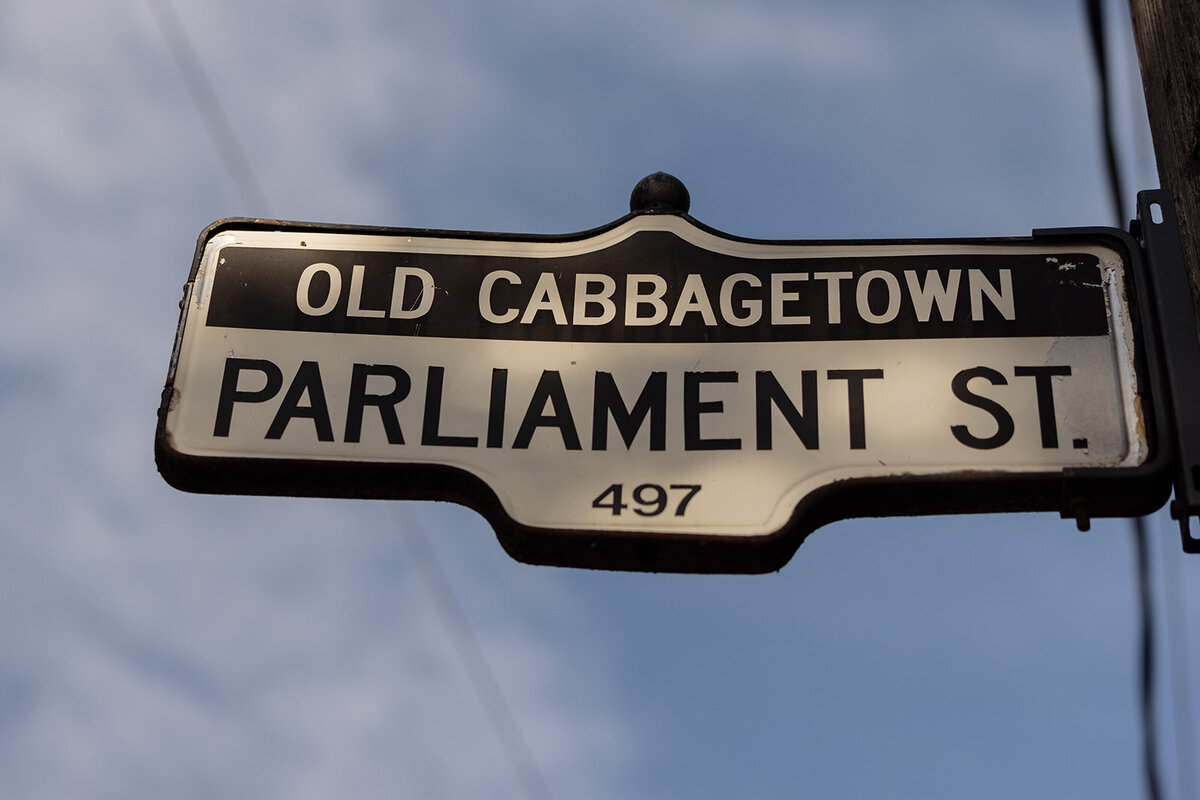 OLD CABBAGETOWN
PARLIAMENT ST.
497